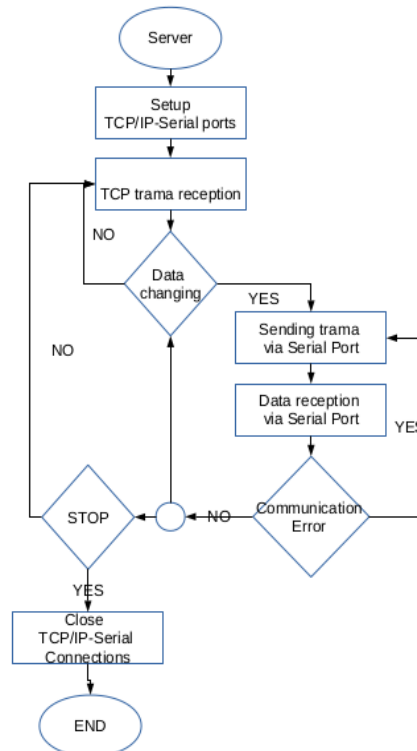 Server
Setup
TCP/IP-Serial ports
TCP trama reception
NO
Data
changing
YES
Sending trama
via Serial Port
NO
Data reception
via Serial Port
YES
Communication
Error
STOP
NO
YES
Close
TCP/IP-Serial
Connections
END